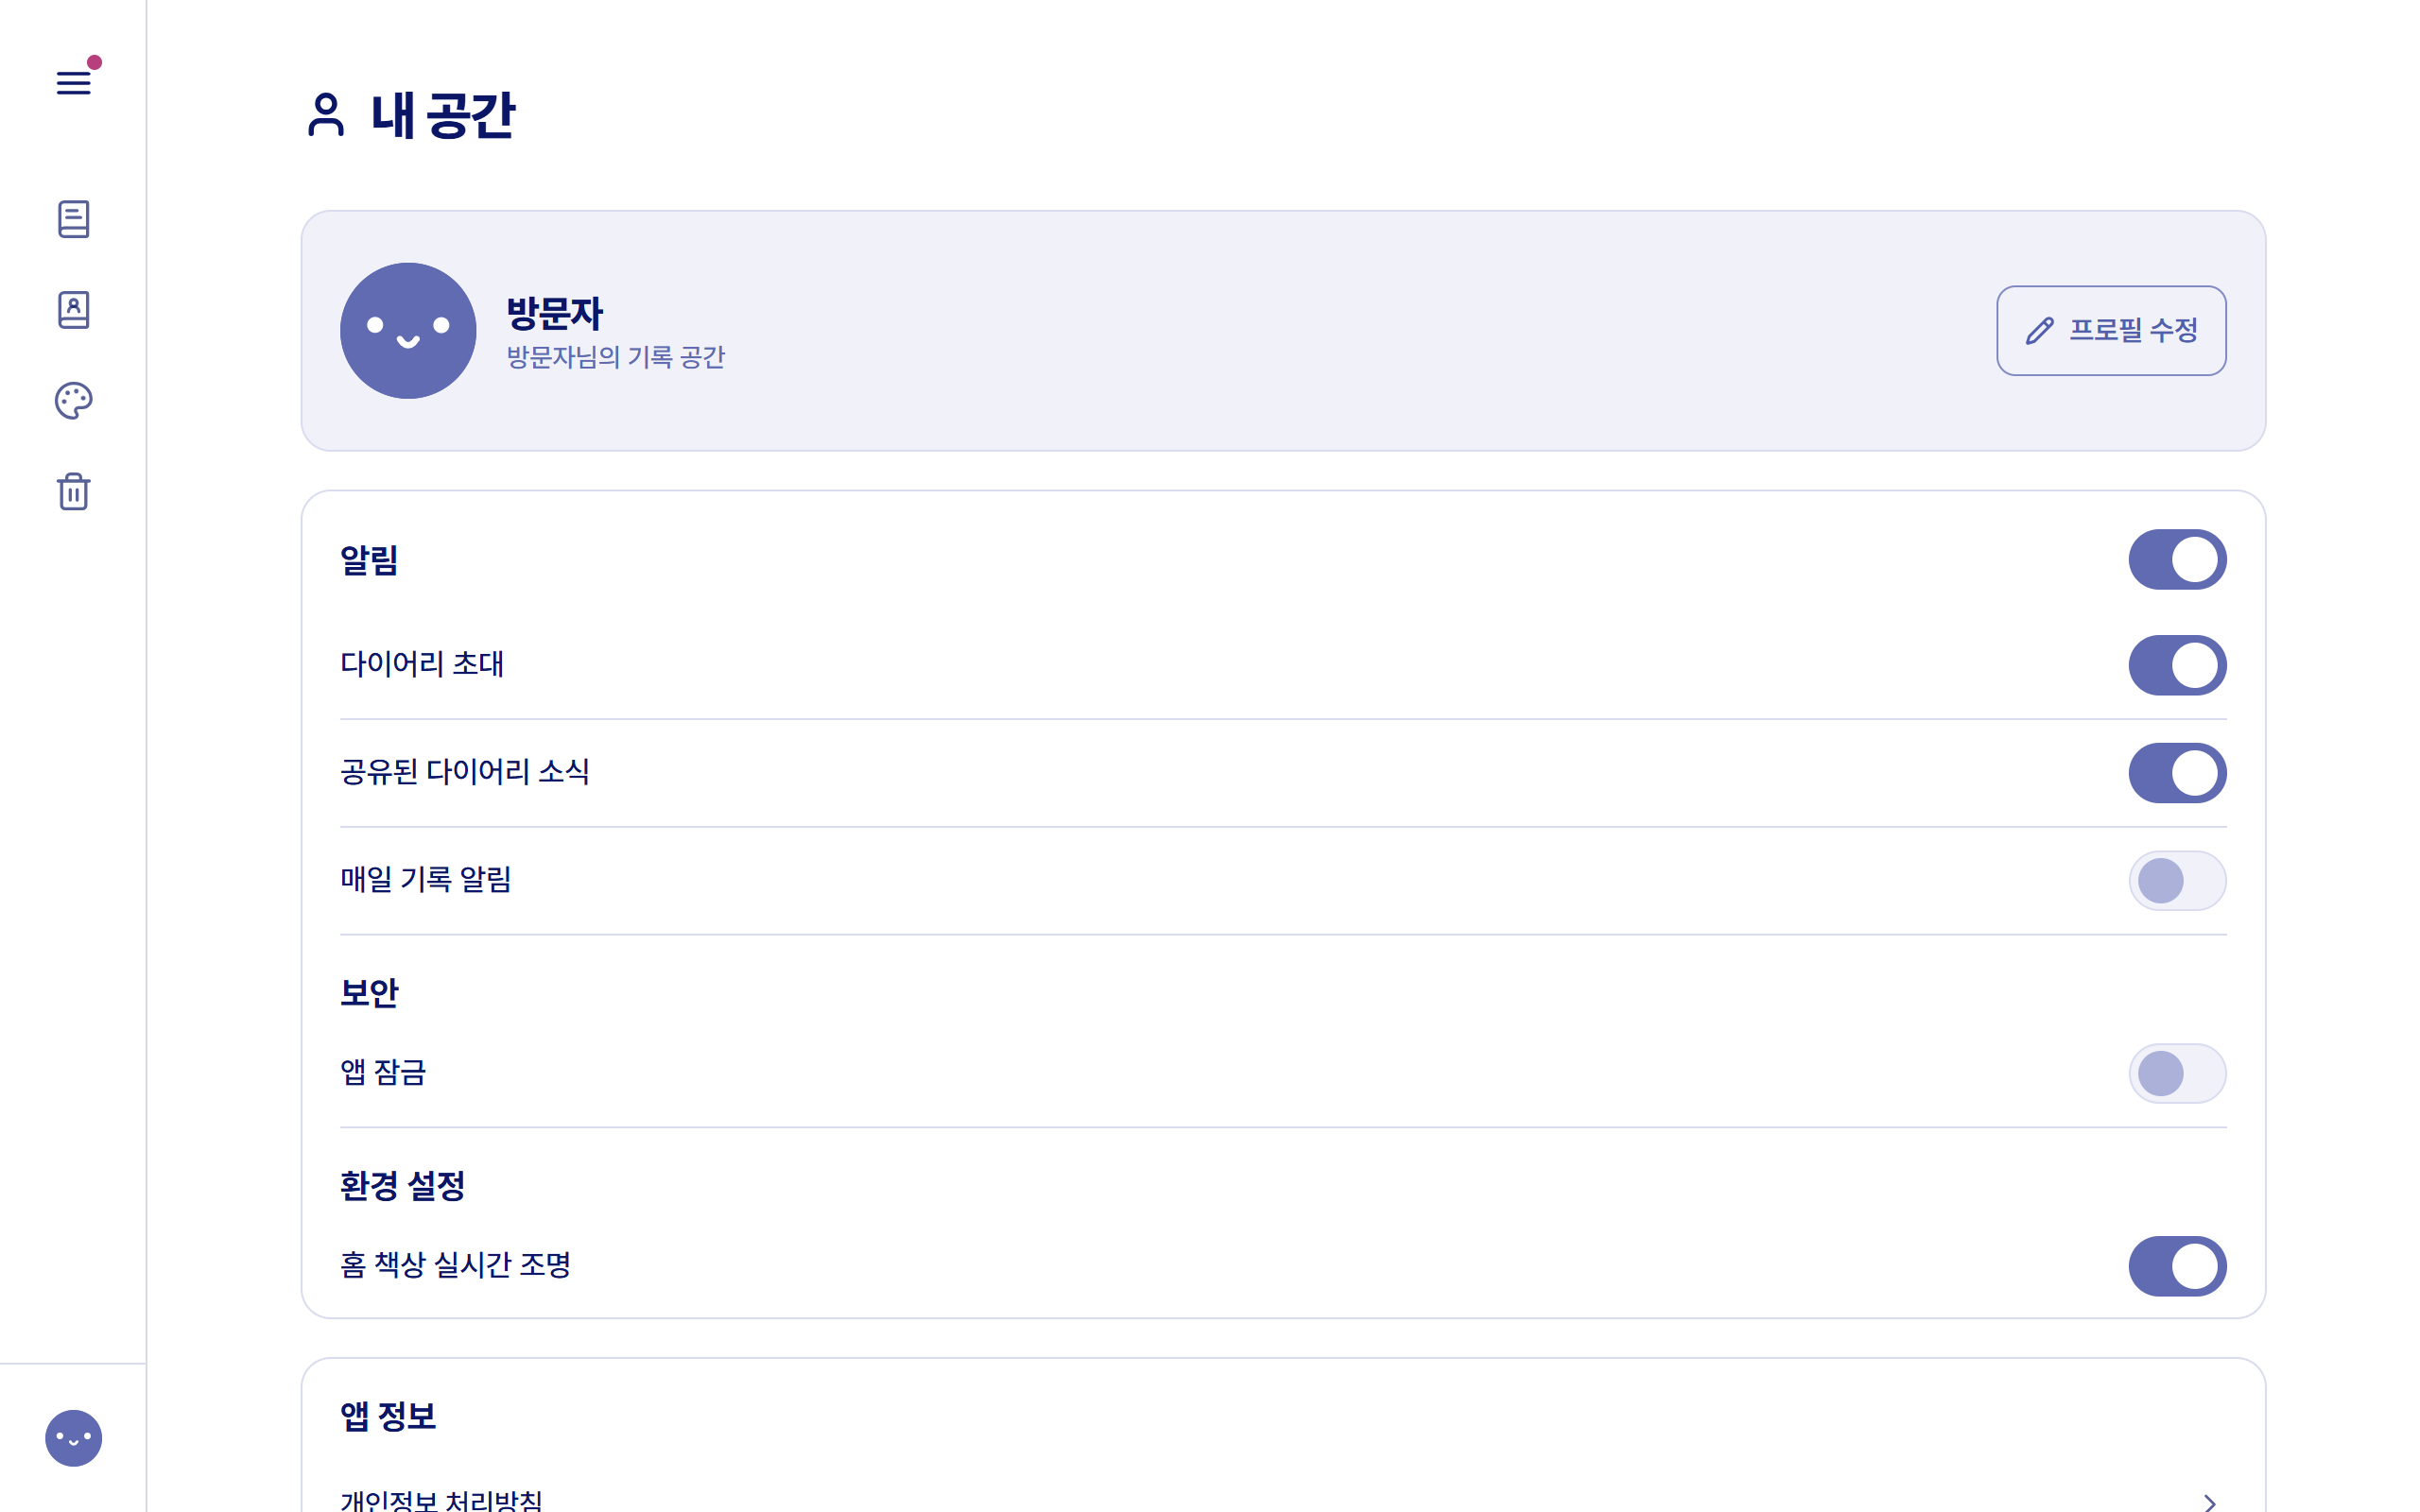 내 공간
방문자
방문자님의 기록 공간
프로필 수정
알림
다이어리 초대
공유된 다이어리 소식
매일 기록 알림
보안
앱 잠금
환경 설정
홈 책상 실시간 조명
앱 정보
개인정보 처리방침